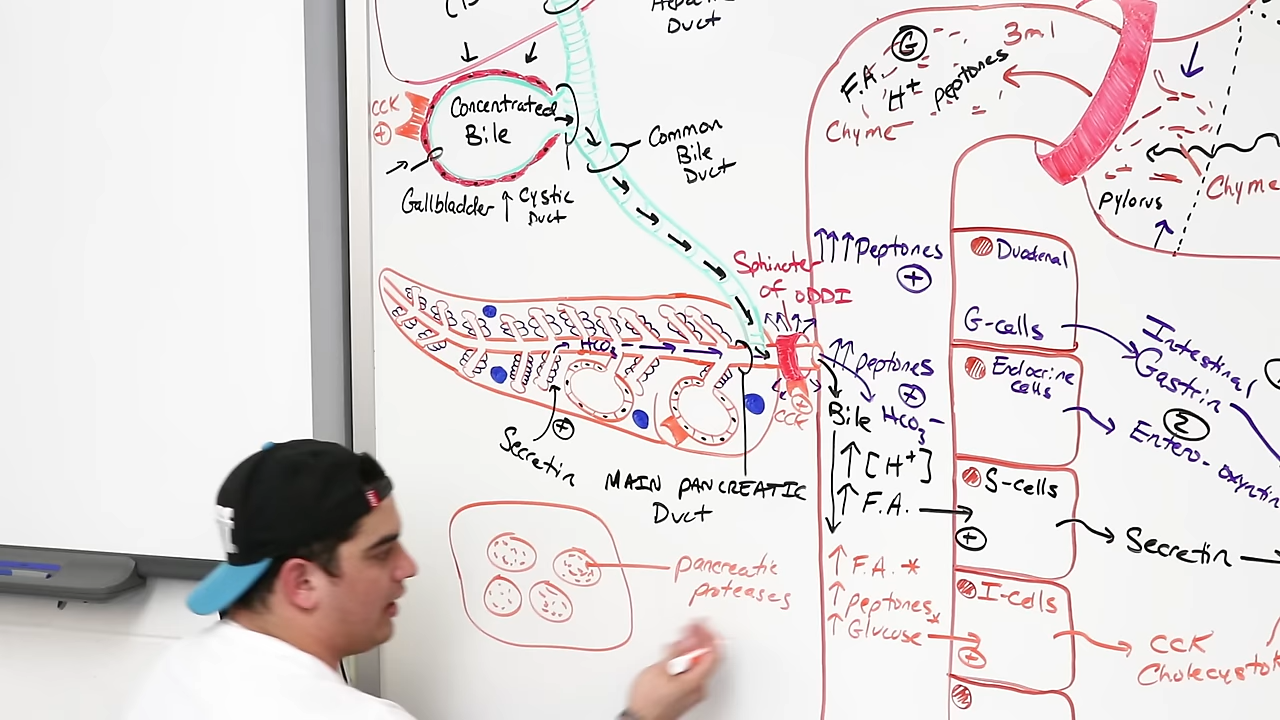 Duct
CCK
+
Concentrated
Bile
Gallbladder
↑ Cystic
Duct
Common
Bile
Duct
F.A. G
H+ peptones
3ml
Chyme
pylorus
Chyme
Sphincter
of ODDI
↑↑↑ Peptones
+
HCO3-
↑↑ peptones
+
CCK
+
Bile HCO3-
↑ [H+]
↑ F.A.
Secretin
+
MAIN PANCREATIC
Duct
pancreatic
proteases
↑ F.A. *
↑ peptones *
↑ Glucose
Duodenal
G-cells
Intestinal
Gastrin
Endocrine
cells
Σ
Entero-oxyntin
S-cells
+
Secretin
I-cells
+
CCK